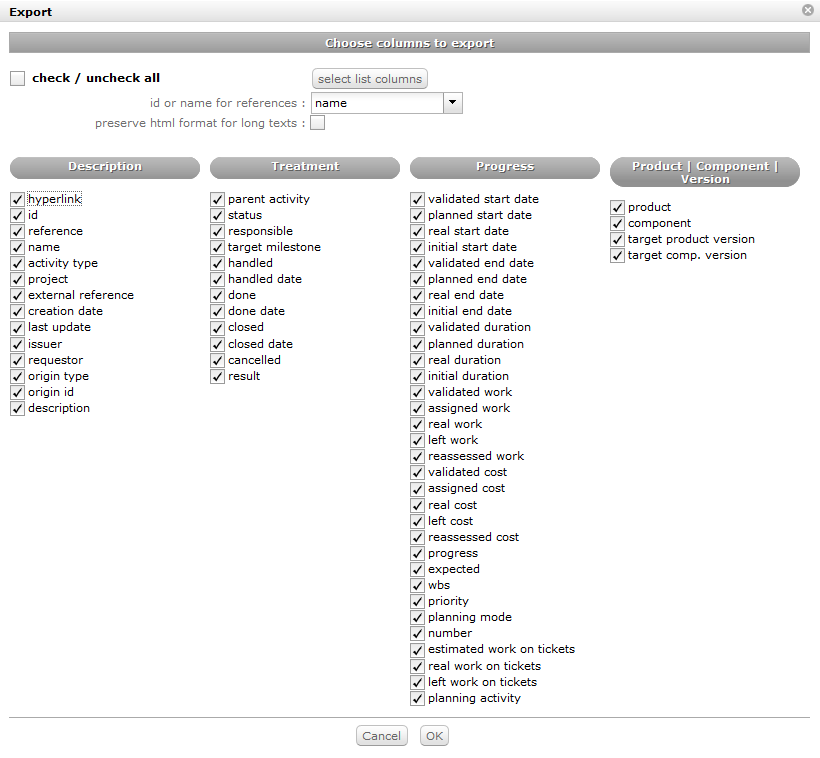 Export
Choose columns to export
check / uncheck all
select list columns
id or name for references :
name
preserve html format for long texts :
Description
hyperlink
id
reference
name
activity type
project
external reference
creation date
last update
issuer
requestor
origin type
origin id
description
Treatment
parent activity
status
responsible
target milestone
handled
handled date
done
done date
closed
closed date
cancelled
result
Progress
validated start date
planned start date
real start date
initial start date
validated end date
planned end date
real end date
initial end date
validated duration
planned duration
real duration
initial duration
validated work
assigned work
real work
left work
reassessed work
validated cost
assigned cost
real cost
left cost
reassessed cost
progress
expected
wbs
priority
planning mode
number
estimated work on tickets
real work on tickets
left work on tickets
planning activity
Product | Component |
Version
product
component
target product version
target comp. version
Cancel
OK